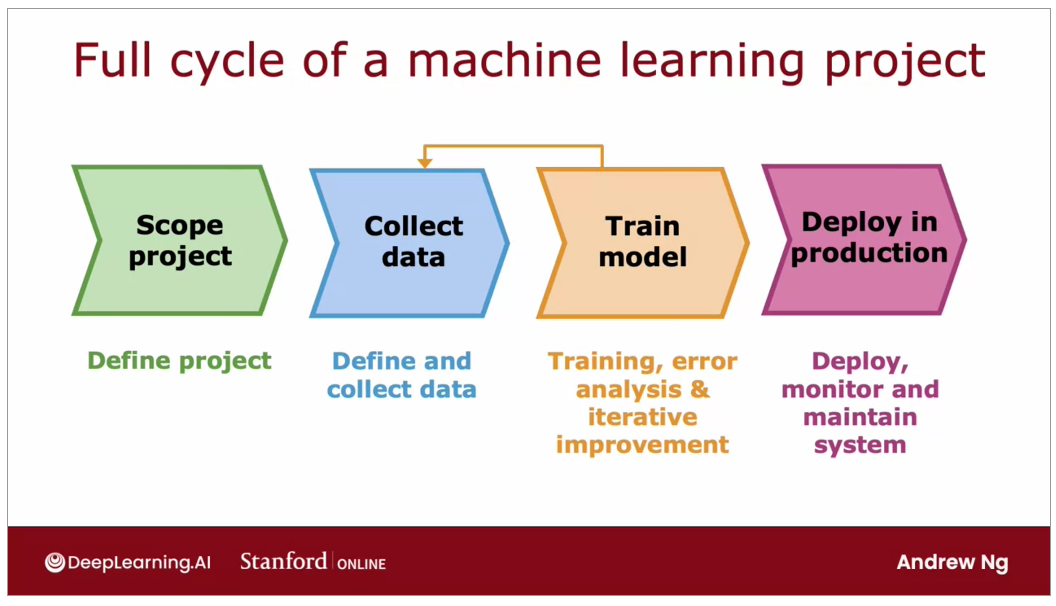 Full cycle of a machine learning project
Scope
project
Collect
data
Train
model
Deploy in
production
Define project
Define and
collect data
Training, error
analysis &
iterative
improvement
Deploy,
monitor and
maintain
system
DeepLearning.AI
Stanford ONLINE
Andrew Ng